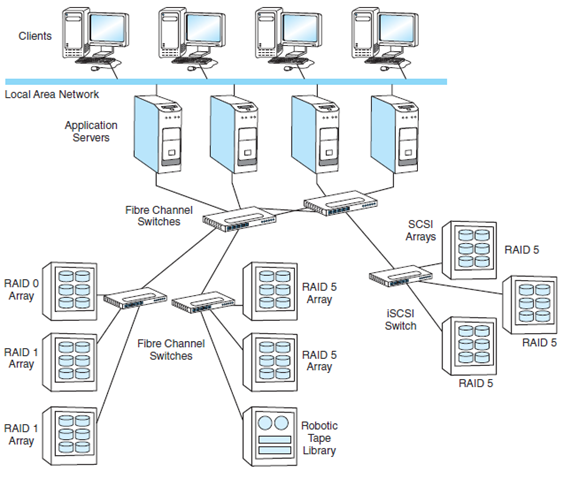 Clients
Local Area Network
Application
Servers
Fibre Channel
Switches
SCSI
Arrays
RAID 5
RAID 0
Array
RAID 5
Array
iSCSI
Switch
RAID 5
RAID 1
Array
Fibre Channel
Switches
RAID 5
Array
RAID 5
RAID 1
Array
Robotic
Tape
Library